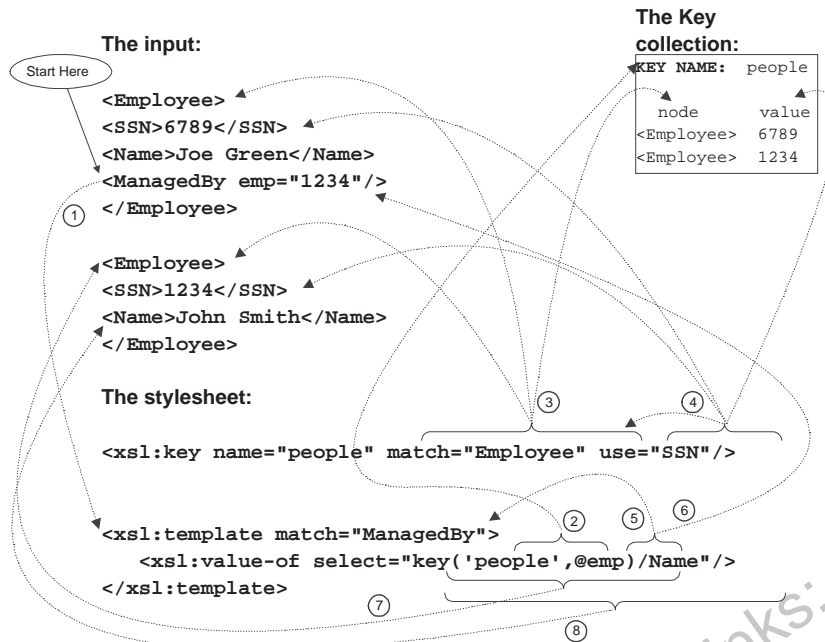 The Key
collection:
The input:
Start Here
KEY NAME: people
node value
<Employee> 6789
<Employee> 1234
<Employee>
<SSN>6789</SSN>
<Name>Joe Green</Name>
<ManagedBy emp="1234"/>
</Employee>
1
<Employee>
<SSN>1234</SSN>
<Name>John Smith</Name>
</Employee>
The stylesheet:
3
4
<xsl:key name="people" match="Employee" use="SSN"/>
2
5
6
<xsl:template match="ManagedBy">
<xsl:value-of select="key('people',@emp)/Name"/>
</xsl:template>
7
8